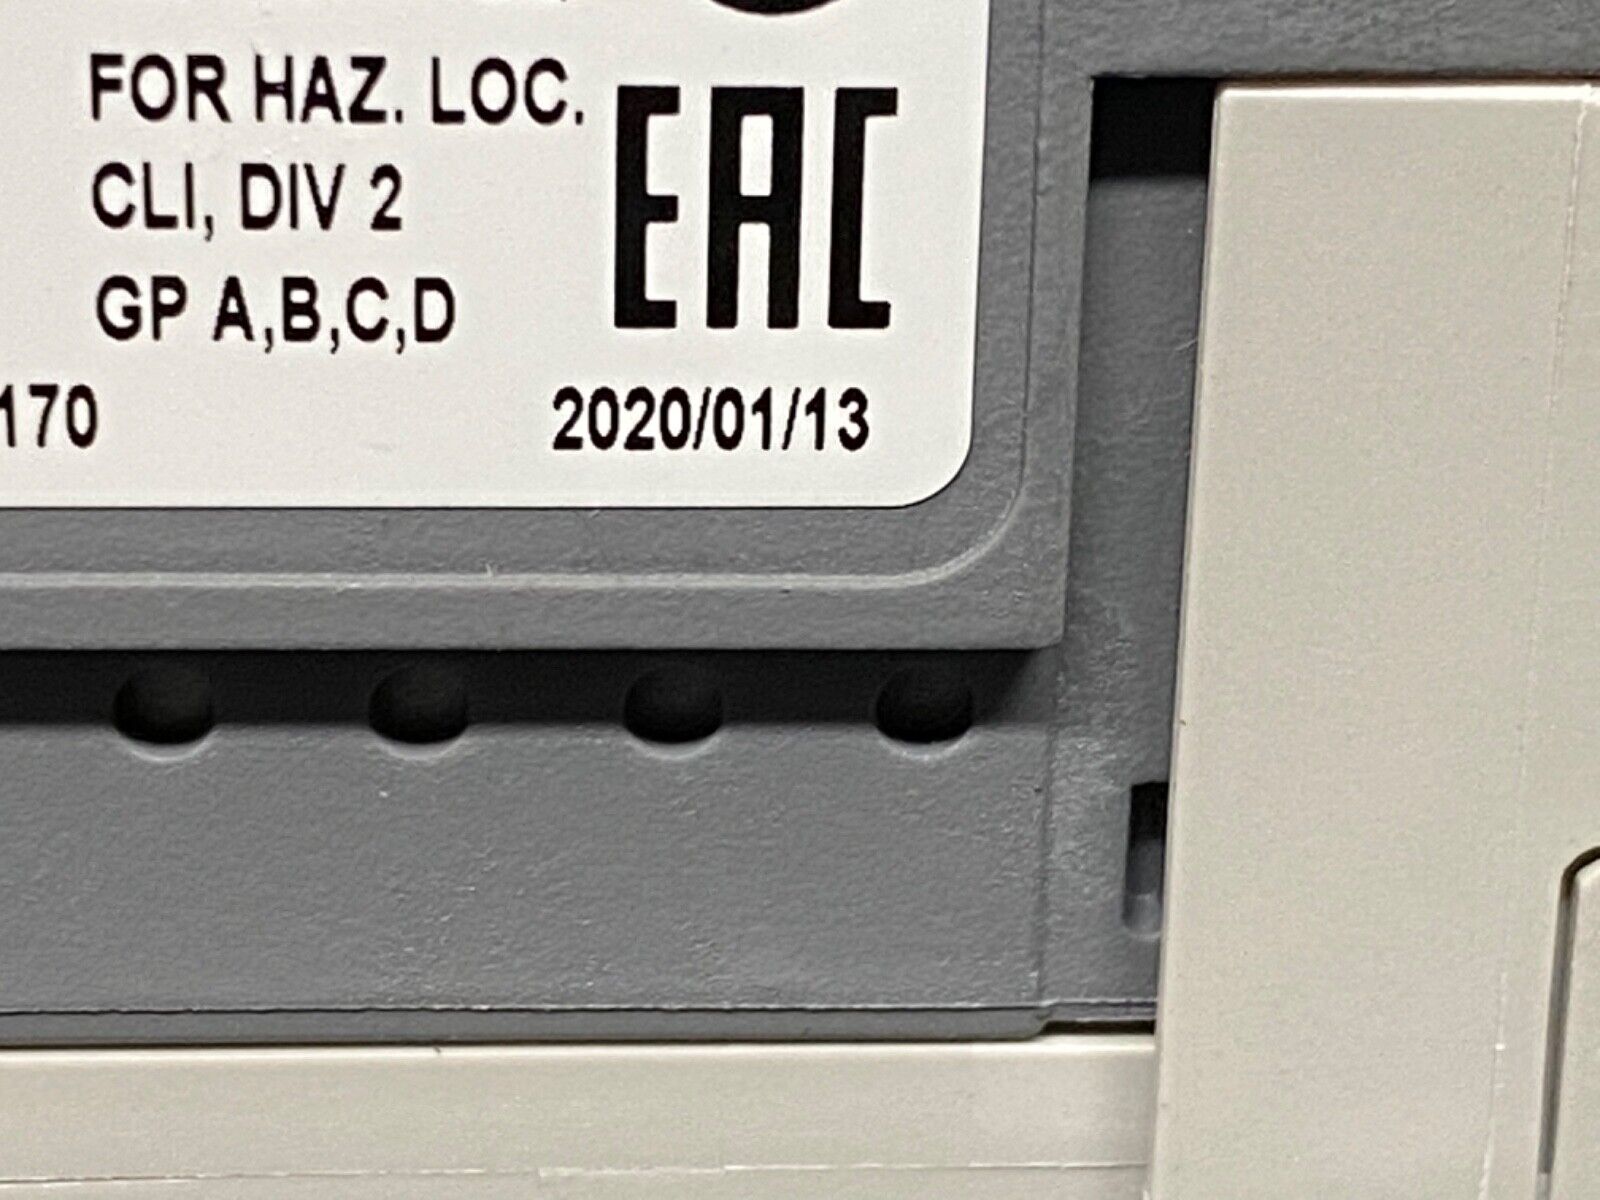 FOR HAZ. LOC.
CLI, DIV 2
GP A,B,C,D
EAC
170
2020/01/13